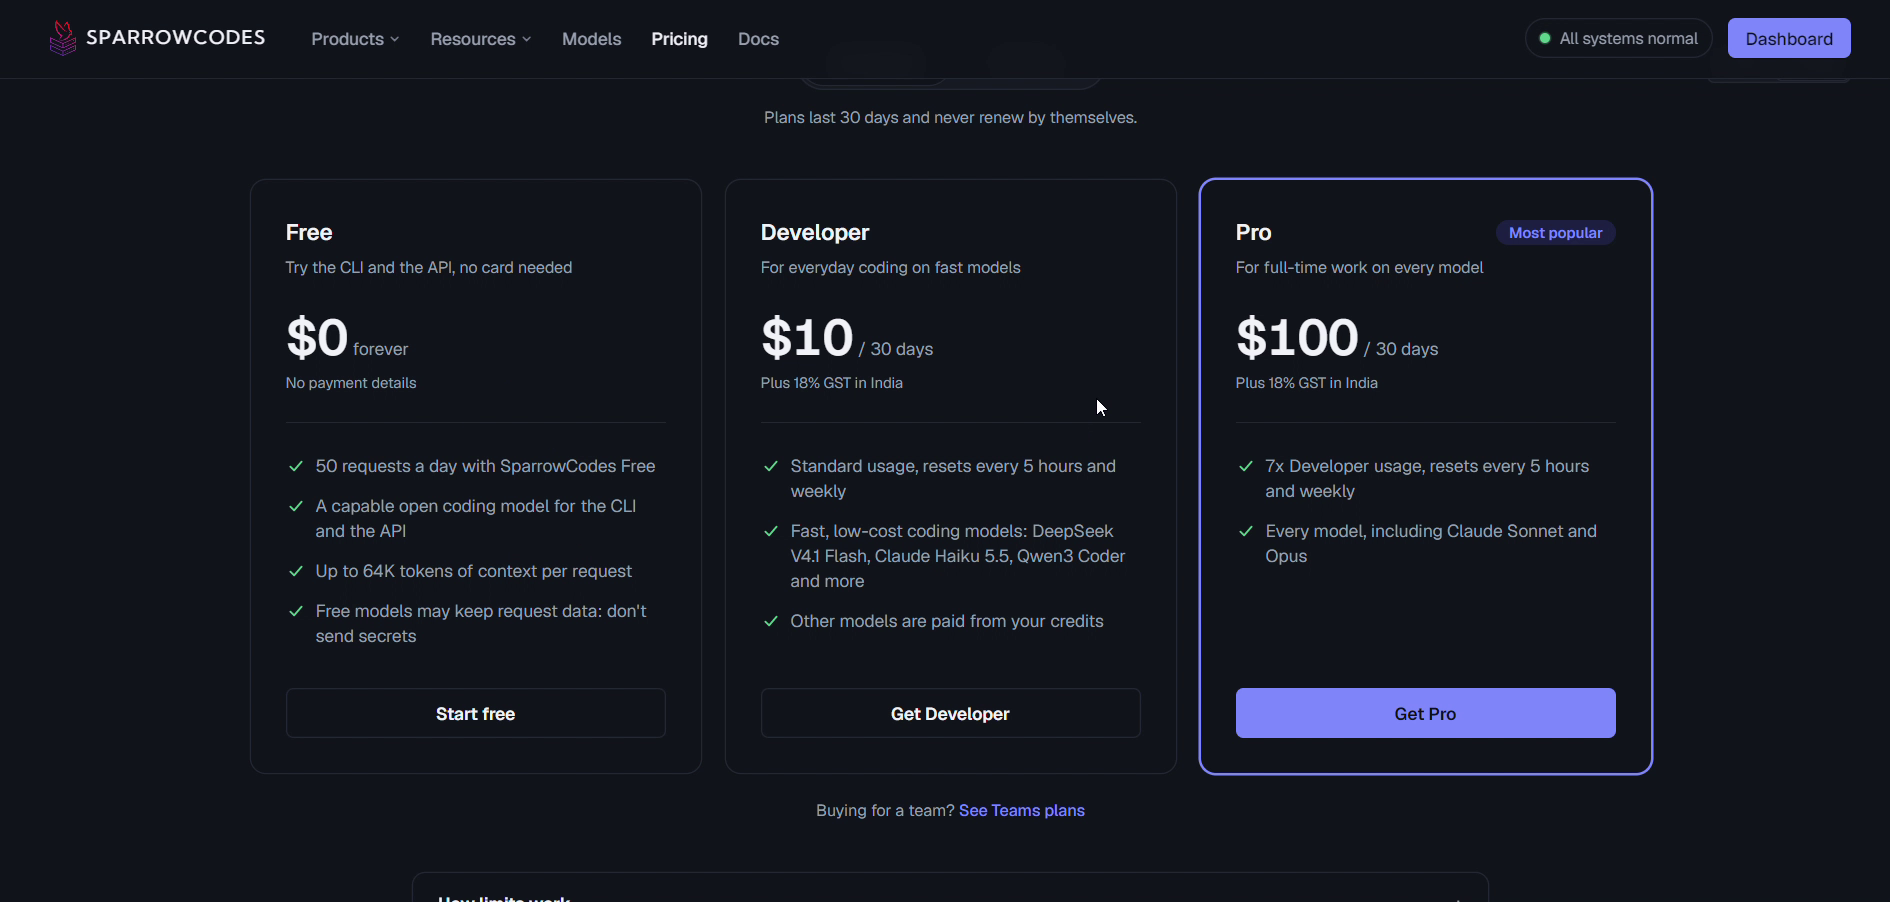 SPARROWCODES
Products
Resources
Models
Pricing
Docs
All systems normal
Dashboard
Plans last 30 days and never renew by themselves.
Free
Try the CLI and the API, no card needed
$0 forever
No payment details
50 requests a day with SparrowCodes Free
A capable open coding model for the CLI
and the API
Up to 64K tokens of context per request
Free models may keep request data: don't
send secrets
Start free
Developer
For everyday coding on fast models
$10 / 30 days
Plus 18% GST in India
Standard usage, resets every 5 hours and
weekly
Fast, low-cost coding models: DeepSeek
V4.1 Flash, Claude Haiku 5.5, Qwen3 Coder
and more
Other models are paid from your credits
Get Developer
Pro
Most popular
For full-time work on every model
$100 / 30 days
Plus 18% GST in India
7x Developer usage, resets every 5 hours
and weekly
Every model, including Claude Sonnet and
Opus
Get Pro
Buying for a team? See Teams plans
How limits work